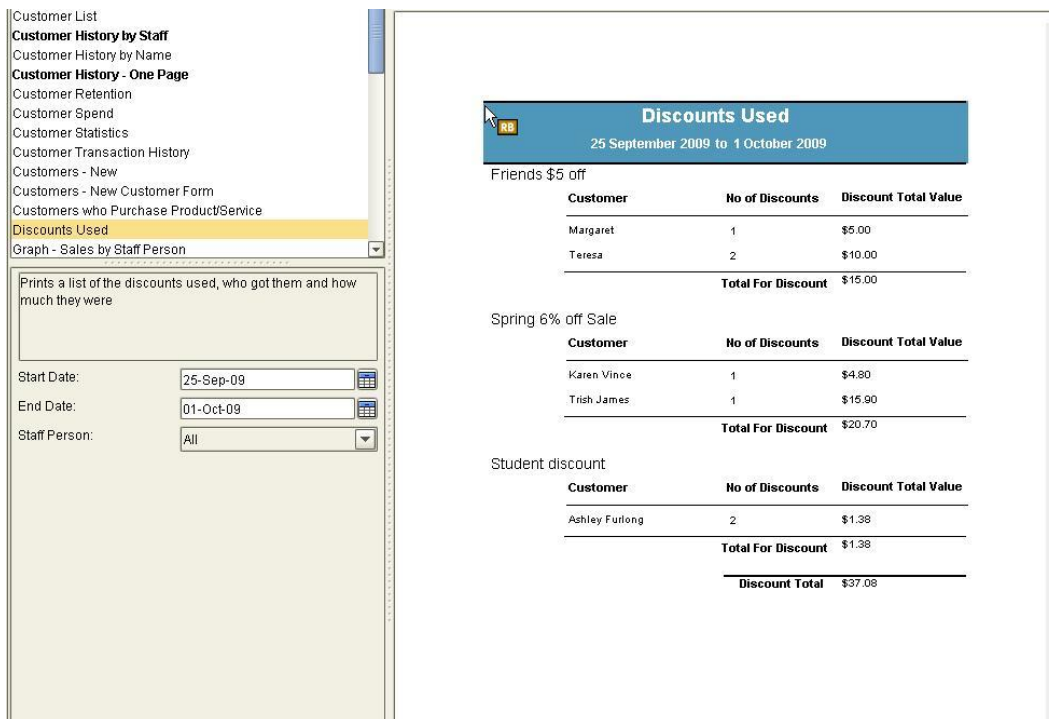 Customer List
Customer History by Staff
Customer History by Name
Customer History - One Page
Customer Retention
Customer Spend
Customer Statistics
Customer Transaction History
Customers - New
Customers - New Customer Form
Customers who Purchase Product/Service
Discounts Used
Graph - Sales by Staff Person
Prints a list of the discounts used, who got them and how
much they were
Start Date: 25-Sep-09
End Date: 01-Oct-09
Staff Person: All
RB
Discounts Used
25 September 2009 to 1 October 2009
Friends $5 off
Customer No of Discounts Discount Total Value
Margaret 1 $5.00
Teresa 2 $10.00
Total For Discount $15.00
Spring 6% off Sale
Customer No of Discounts Discount Total Value
Karen Vince 1 $4.80
Trish James 1 $15.90
Total For Discount $20.70
Student discount
Customer No of Discounts Discount Total Value
Ashley Furlong 2 $1.38
Total For Discount $1.38
Discount Total $37.08